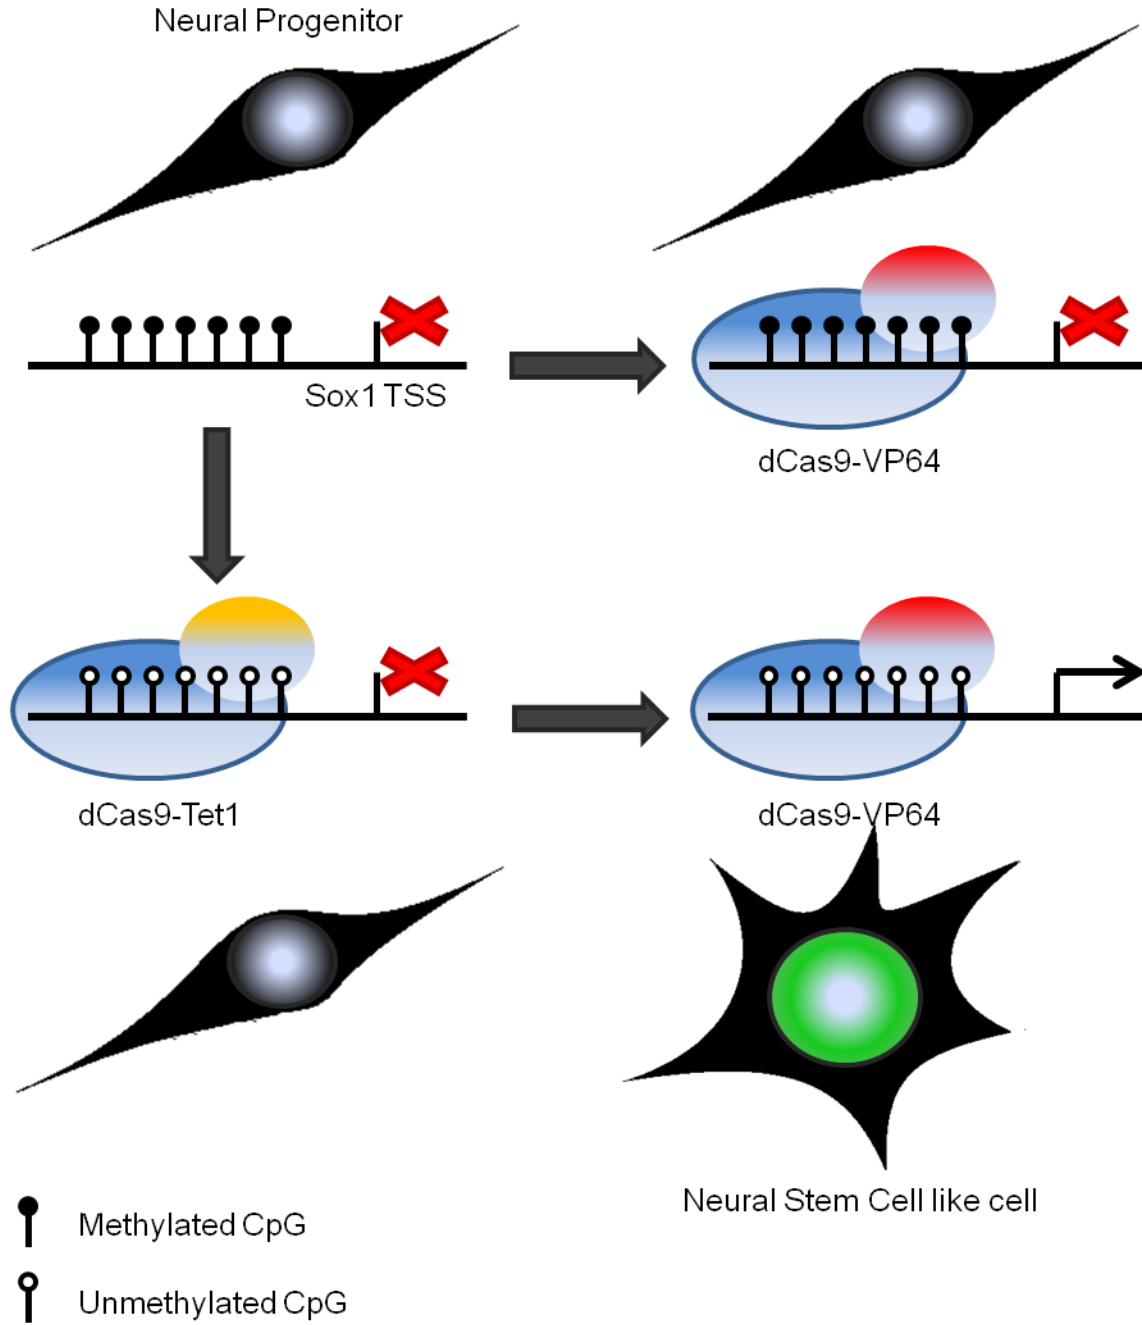 Neural Progenitor
Sox1 TSS
dCas9-VP64
dCas9-Tet1
dCas9-VP64
Neural Stem Cell like cell
Methylated CpG
Unmethylated CpG